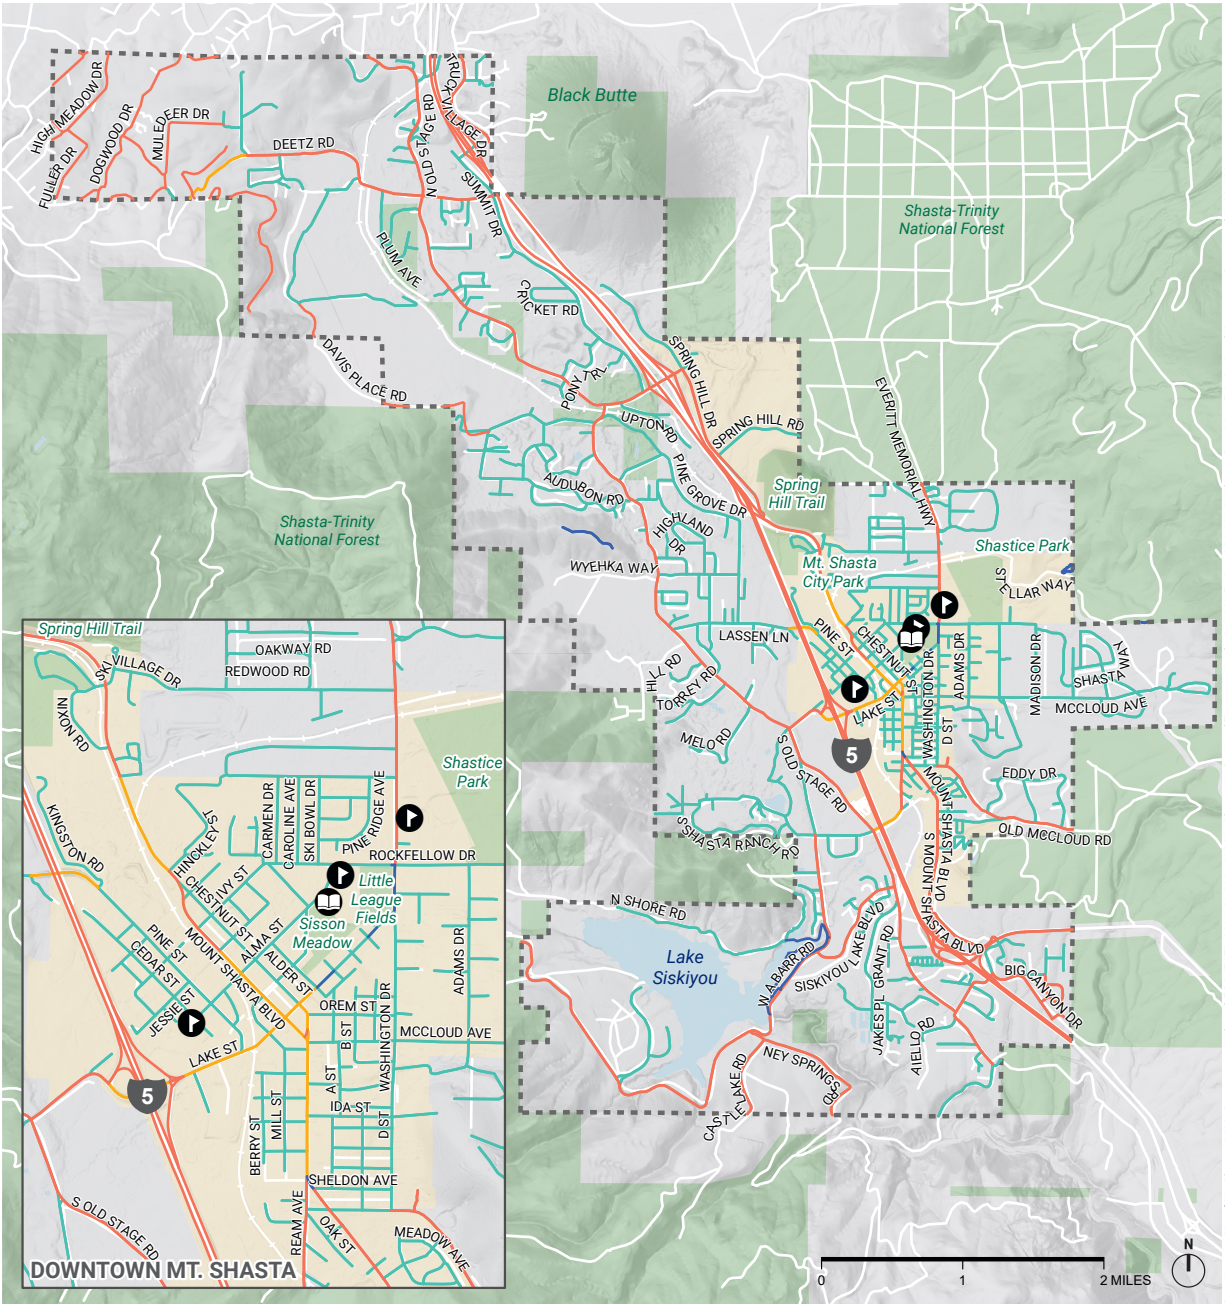 HIGH MEADOW DR
FULLER DR
DOGWOOD DR
MULEDEER DR
DEETZ RD
N OLD STAGE RD
TRUCK VILLAGE DR
SUMMIT DR
Black Butte
Shasta-Trinity
National Forest
PLUM AVE
CRICKET RD
DAVIS PLACE RD
PONY TRL
SPRING HILL DR
UPTON RD
SPRING HILL RD
EVERITT MEMORIAL HWY
AUDUBON RD
PINE GROVE DR
Spring
Hill Trail
Shasta-Trinity
National Forest
HIGHLAND
DR
Shastice Park
WYEHKA WAY
Mt. Shasta
City Park
STELLAR WAY
LASSEN LN
PINE ST
CHESTNUT ST
WASHINGTON DR
ADAMS DR
MADISON DR
SHASTA WAY
MCCLOUD AVE
HILL RD
TORREY RD
LAKE ST
D ST
MELO RD
5
S OLD STAGE RD
MOUNT SHASTA BLVD
EDDY DR
OLD MCCLOUD RD
S SHASTA RANCH RD
S MOUNT SHASTA BLVD
N SHORE RD
Lake
Siskiyou
W A BARR RD
SISKIYOU LAKE BLVD
JAKES PL
GRANT RD
BIG CANYON DR
AIELLO RD
NEY SPRINGS RD
CASTLE LAKE RD
Spring Hill Trail
SKI VILLAGE DR
OAKWAY RD
REDWOOD RD
NIXON RD
Shastice
Park
KINGSTON RD
HINCKLEY ST
CARMEN DR
CAROLINE AVE
SKI BOWL DR
PINE RIDGE AVE
ROCKFELLOW DR
IVY ST
CHESTNUT ST
Little
League
Fields
Sisson
Meadow
ALMA ST
ALDER ST
PINE ST
CEDAR ST
MOUNT SHASTA BLVD
JESSIE ST
ADAMS DR
OREM ST
WASHINGTON DR
MCCLOUD AVE
B ST
LAKE ST
5
A ST
IDA ST
D ST
MILL ST
BERRY ST
SHELDON AVE
S OLD STAGE RD
REAM AVE
OAK ST
MEADOW AVE
DOWNTOWN MT. SHASTA
N
0
1
2 MILES